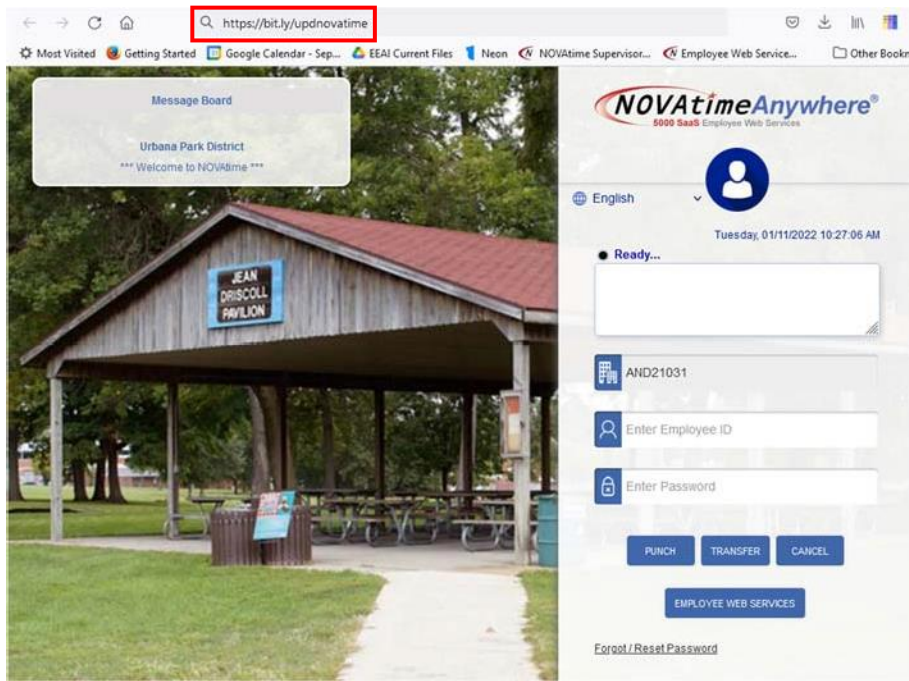 https://bit.ly/updnovatime
Most Visited Getting Started Google Calendar - Sep... EEAI Current Files Neon NOVAtime Supervisor... Employee Web Service... Other Bookm
Message Board
Urbana Park District
*** Welcome to NOVAtime ***
NOVAtimeAnywhere®
5000 SaaS Employee Web Services
English
Tuesday, 01/11/2022 10:27:06 AM
Ready...
JEAN
DRISCOLL
PAVILION
AND21031
Enter Employee ID
Enter Password
PUNCH TRANSFER CANCEL
EMPLOYEE WEB SERVICES
Forgot / Reset Password